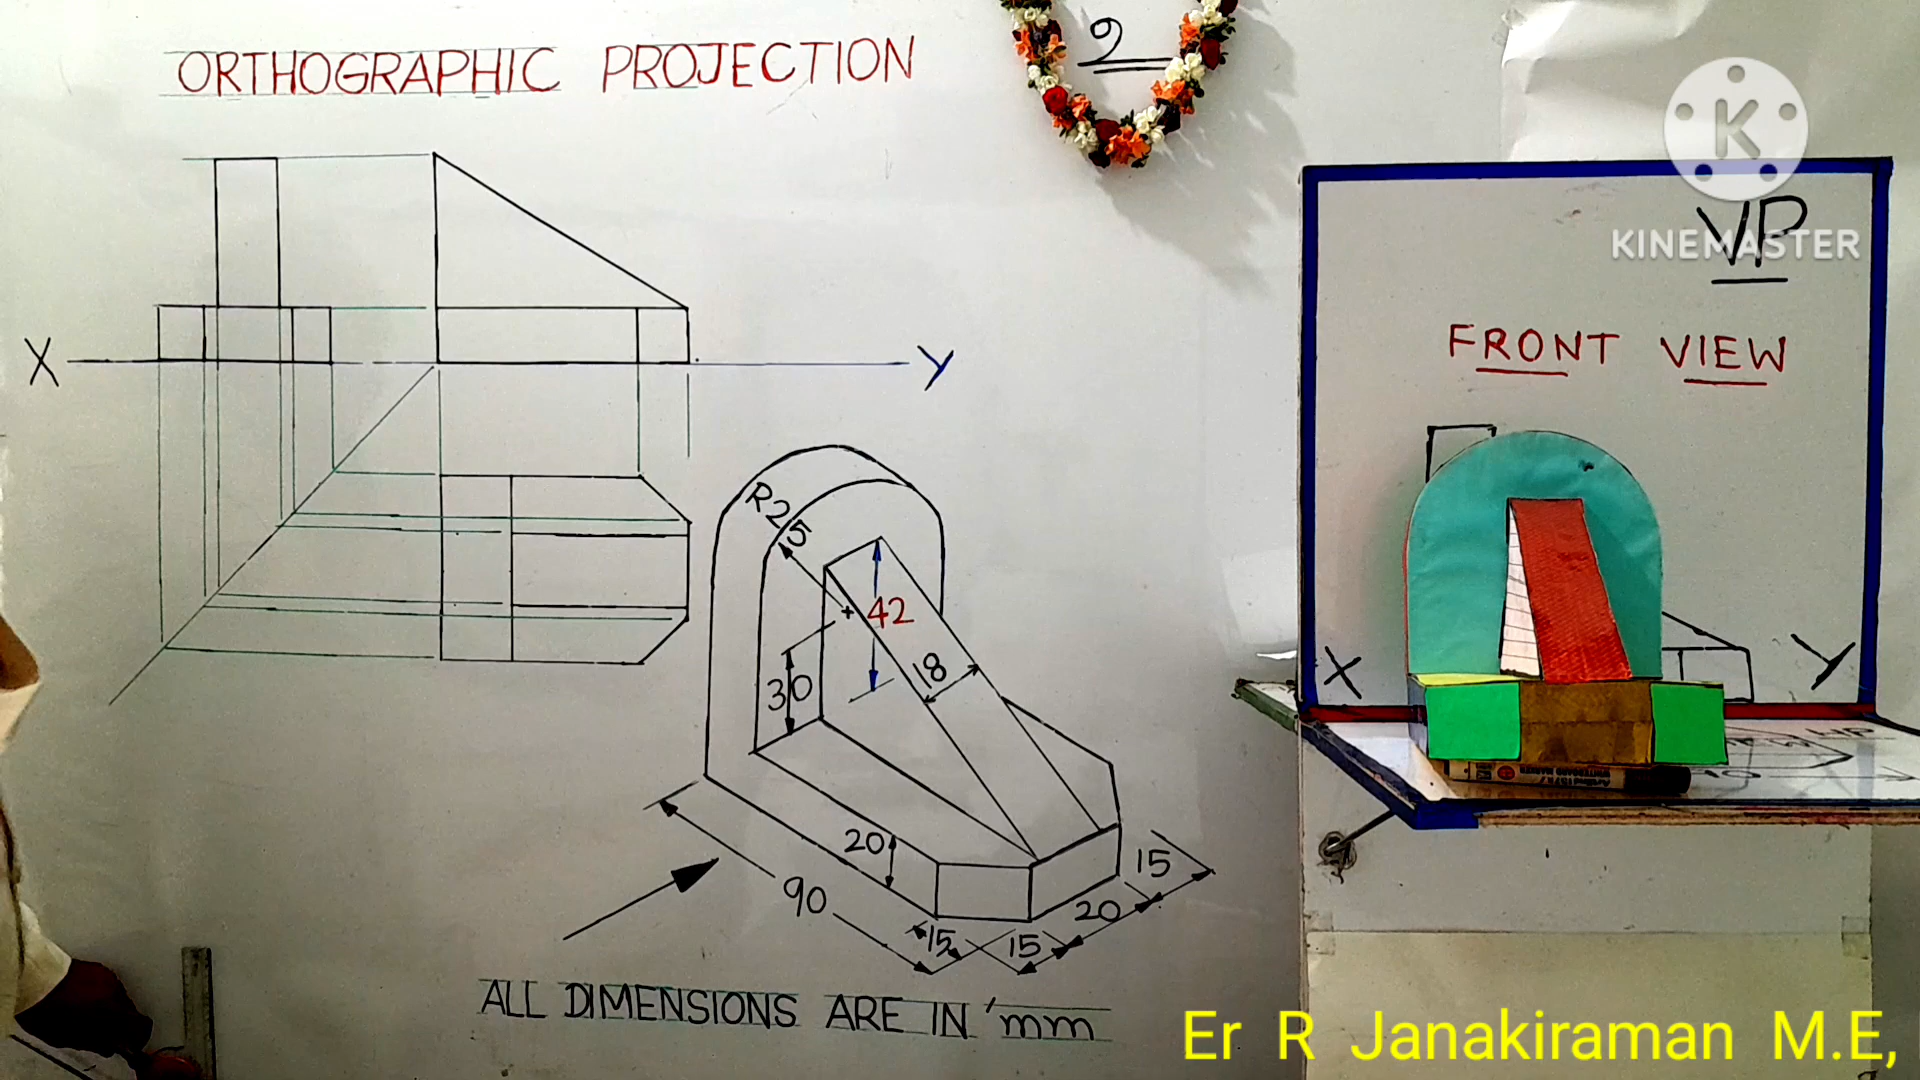 ORTHOGRAPHIC PROJECTION
VP
KINEMASTER
K
FRONT VIEW
X
Y
R25
42
18
30
X
Y
20
90
15
15
20
15
ALL DIMENSIONS ARE IN 'mm
Er R Janakiraman M.E,